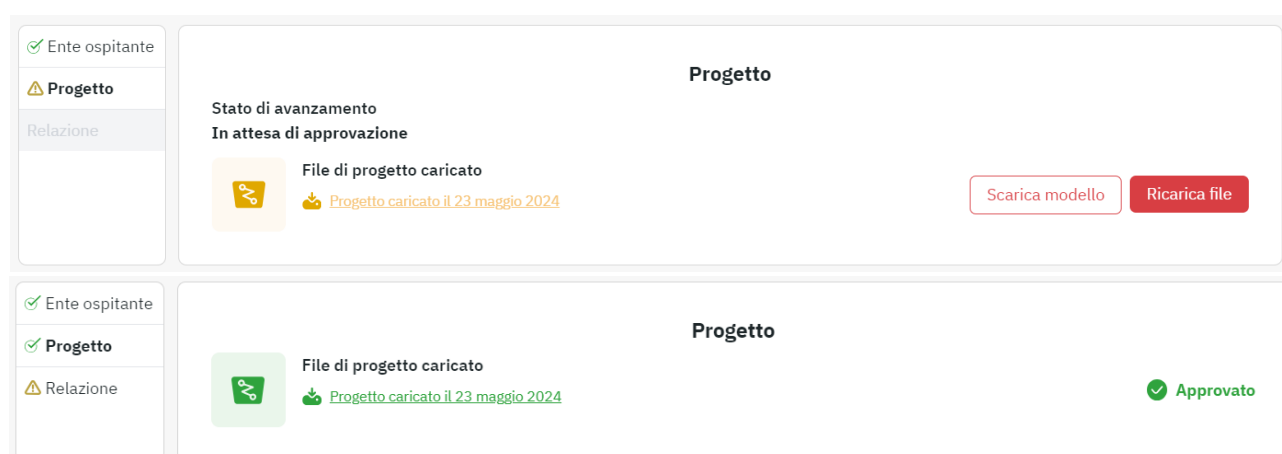 Ente ospitante
Progetto
Relazione
Progetto
Stato di avanzamento
In attesa di approvazione
File di progetto caricato
Progetto caricato il 23 maggio 2024
Scarica modello
Ricarica file
Ente ospitante
Progetto
Relazione
Progetto
File di progetto caricato
Progetto caricato il 23 maggio 2024
Approvato